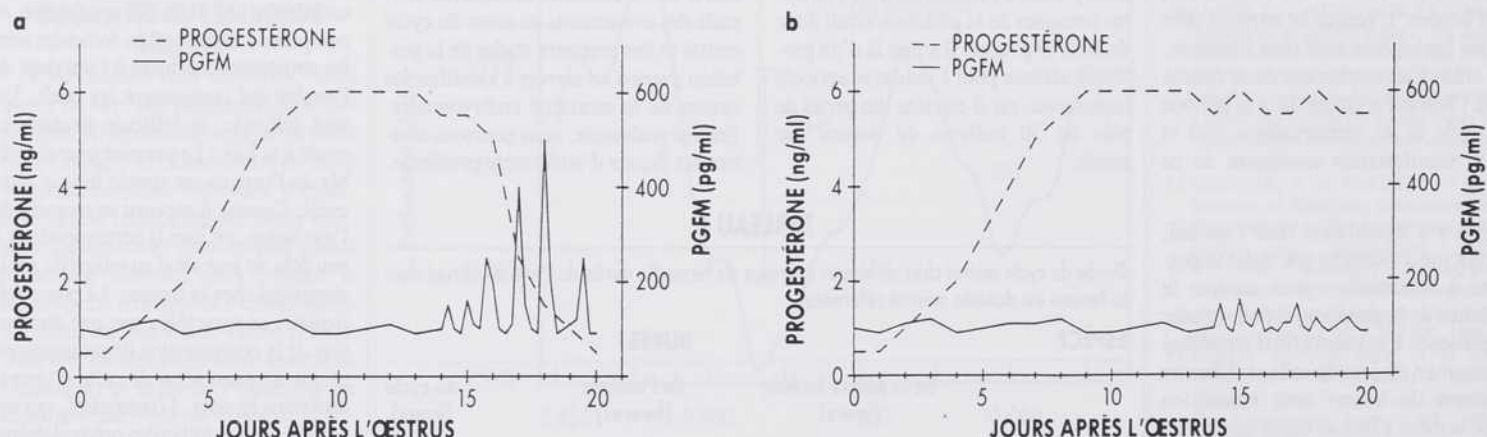 a
PROGESTÉRONE
PGFM
PROGESTÉRONE (ng/ml)
6
4
2
0
600
400
200
PGFM (pg/ml)
0 5 10 15 20
JOURS APRÈS L'ŒSTRUS
b
PROGESTÉRONE
PGFM
PROGESTÉRONE (ng/ml)
6
4
2
0
600
400
200
PGFM (pg/ml)
0 5 10 15 20
JOURS APRÈS L'ŒSTRUS